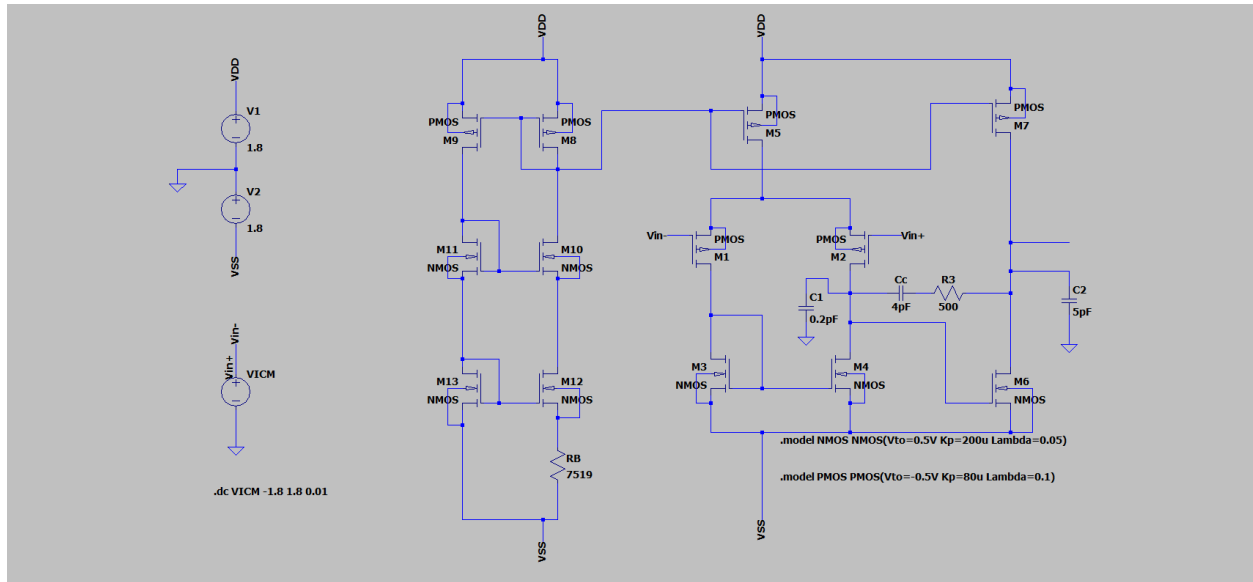 VDD
V1
1.8
V2
1.8
VSS
Vin-
Vin+
VICM
.dc VICM -1.8 1.8 0.01
VDD
PMOS
M9
PMOS
M8
M11
NMOS
M10
NMOS
M13
NMOS
M12
NMOS
RB
7519
VSS
VDD
PMOS
M5
PMOS
M7
Vin-
PMOS
M1
PMOS
M2
Vin+
C1
0.2pF
Cc
4pF
R3
500
C2
5pF
M3
NMOS
M4
NMOS
M6
NMOS
.model NMOS NMOS(Vto=0.5V Kp=200u Lambda=0.05)
.model PMOS PMOS(Vto=-0.5V Kp=80u Lambda=0.1)
VSS